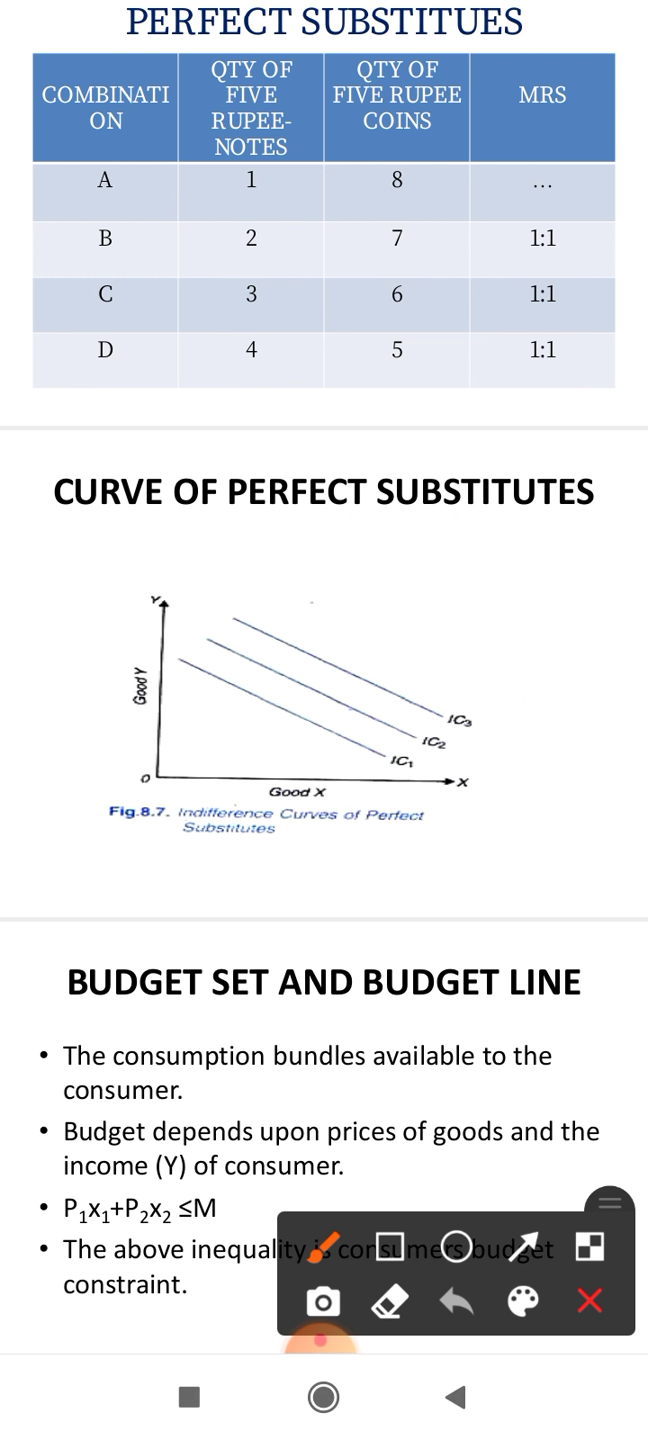 PERFECT SUBSTITUES
COMBINATI
ON
QTY OF
FIVE
RUPEE-
NOTES
QTY OF
FIVE RUPEE
COINS
MRS
A 1 8 ...
B 2 7 1:1
C 3 6 1:1
D 4 5 1:1
CURVE OF PERFECT SUBSTITUTES
Y
Good Y
IC₃
IC₂
IC₁
O
X
Good X
Fig.8.7. Indifference Curves of Perfect
Substitutes
BUDGET SET AND BUDGET LINE
• The consumption bundles available to the
consumer.
• Budget depends upon prices of goods and the
income (Y) of consumer.
• P₁x₁+P₂x₂ ≤M
• The above inequality is consumers budget
constraint.